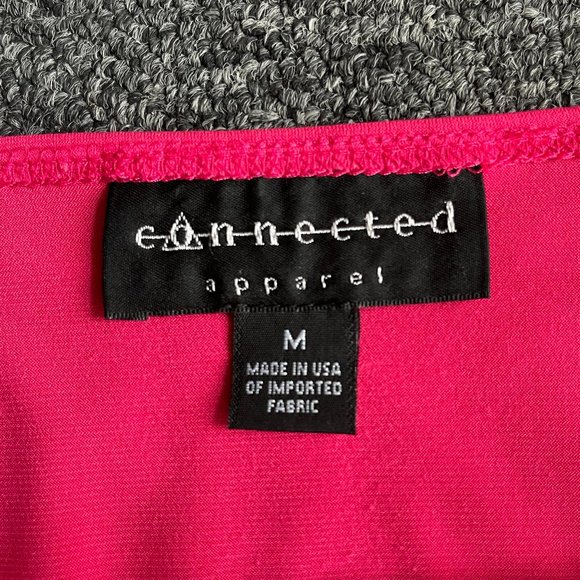 connected
apparel
M
MADE IN USA
OF IMPORTED
FABRIC